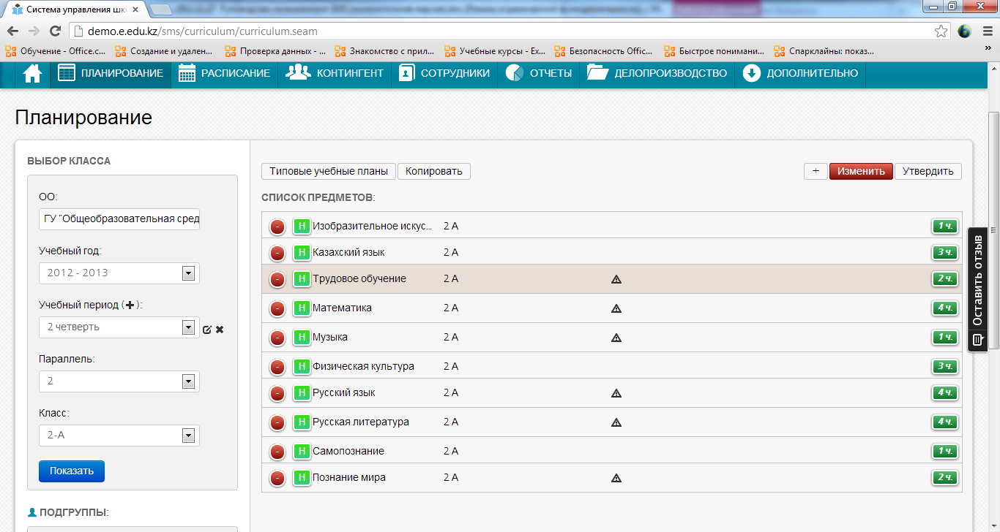 Система управления шк
demo.e.edu.kz/sms/curriculum/curriculum.seam
Обучение - Office.c... Создание и удален... Проверка данных - ... Знакомство с прил... Учебные курсы - Ex... Безопасность Offic... Быстрое понимани... Спарклайны: показ... »
ПЛАНИРОВАНИЕ РАСПИСАНИЕ КОНТИНГЕНТ СОТРУДНИКИ ОТЧЕТЫ ДЕЛОПРОИЗВОДСТВО ДОПОЛНИТЕЛЬНО
Планирование
ВЫБОР КЛАССА
ОО:
ГУ "Общеобразовательная сред
Учебный год:
2012 - 2013
Учебный период (+):
2 четверть
Параллель:
2
Класс:
2-А
Показать
ПОДГРУППЫ:
Типовые учебные планы Копировать + Изменить Утвердить
СПИСОК ПРЕДМЕТОВ:
- Н Изобразительное искус... 2 А 1 ч.
- Н Казахский язык 2 А 3 ч.
- Н Трудовое обучение 2 А 2 ч.
- Н Математика 2 А 4 ч.
- Н Музыка 2 А 1 ч.
- Н Физическая культура 2 А 3 ч.
- Н Русский язык 2 А 4 ч.
- Н Русская литература 2 А 4 ч.
- Н Самопознание 2 А 1 ч.
- Н Познание мира 2 А 2 ч.
Оставить отзыв